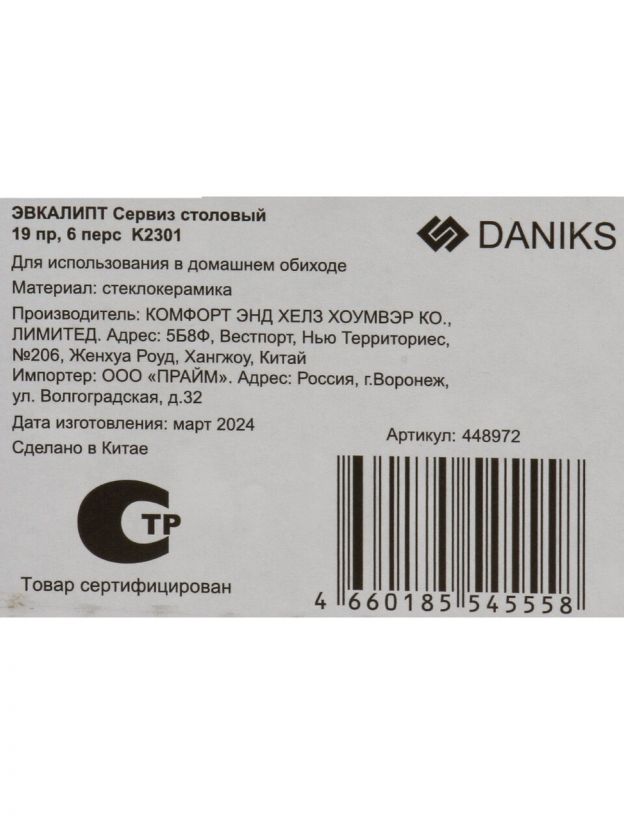 ЭВКАЛИПТ Сервиз столовый
19 пр, 6 перс K2301
DANIKS
Для использования в домашнем обиходе
Материал: стеклокерамика
Производитель: КОМФОРТ ЭНД ХЕЛЗ ХОУМВЭР КО.,
ЛИМИТЕД. Адрес: 5Б8Ф, Вестпорт, Нью Территориес,
№206, Женхуа Роуд, Хангжоу, Китай
Импортер: ООО «ПРАЙМ». Адрес: Россия, г.Воронеж,
ул. Волгоградская, д.32
Дата изготовления: март 2024
Сделано в Китае
Артикул: 448972
СТР
Товар сертифицирован
4 660185 545558